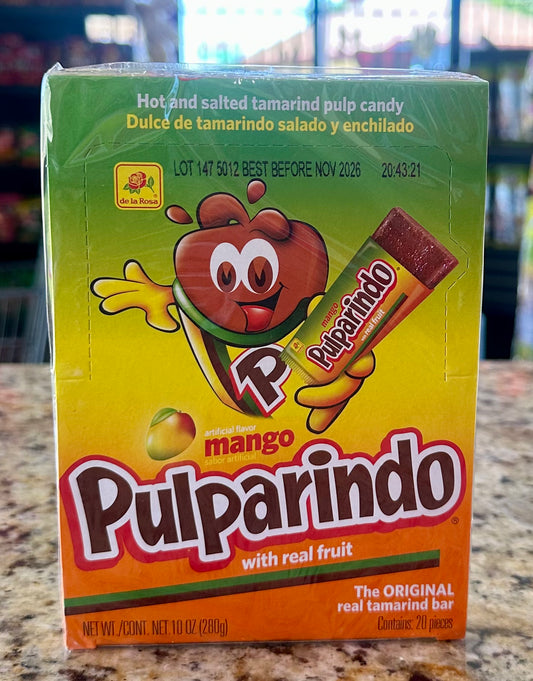 Hot and salted tamarind pulp candy
Dulce de tamarindo salado y enchilado
LOT 147 5012 BEST BEFORE NOV 2026 20:43:21
de la Rosa
mango
Pulparindo
with real fruit
P
artificial flavor
mango
sabor artificial
Pulparindo®
with real fruit
The ORIGINAL
real tamarind bar
NET WT./CONT. NET.10 OZ (280g)
Contains: 20 pieces